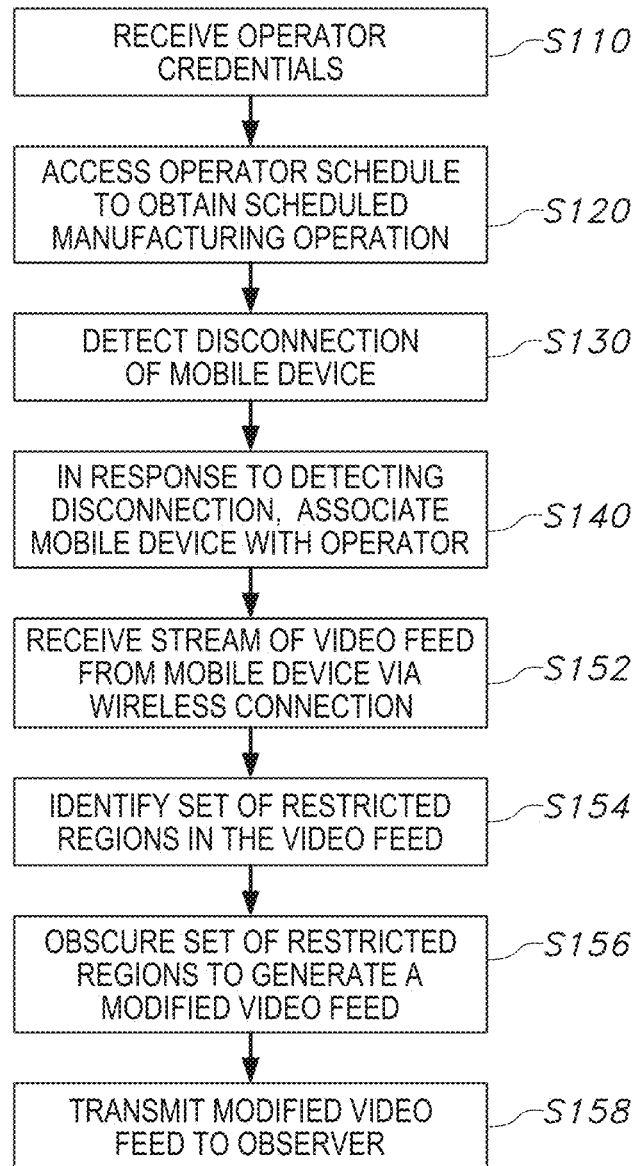 RECEIVE OPERATOR
CREDENTIALS
S110
ACCESS OPERATOR SCHEDULE
TO OBTAIN SCHEDULED
MANUFACTURING OPERATION
S120
DETECT DISCONNECTION
OF MOBILE DEVICE
S130
IN RESPONSE TO DETECTING
DISCONNECTION, ASSOCIATE
MOBILE DEVICE WITH OPERATOR
S140
RECEIVE STREAM OF VIDEO FEED
FROM MOBILE DEVICE VIA
WIRELESS CONNECTION
S152
IDENTIFY SET OF RESTRICTED
REGIONS IN THE VIDEO FEED
S154
OBSCURE SET OF RESTRICTED
REGIONS TO GENERATE A
MODIFIED VIDEO FEED
S156
TRANSMIT MODIFIED VIDEO
FEED TO OBSERVER
S158